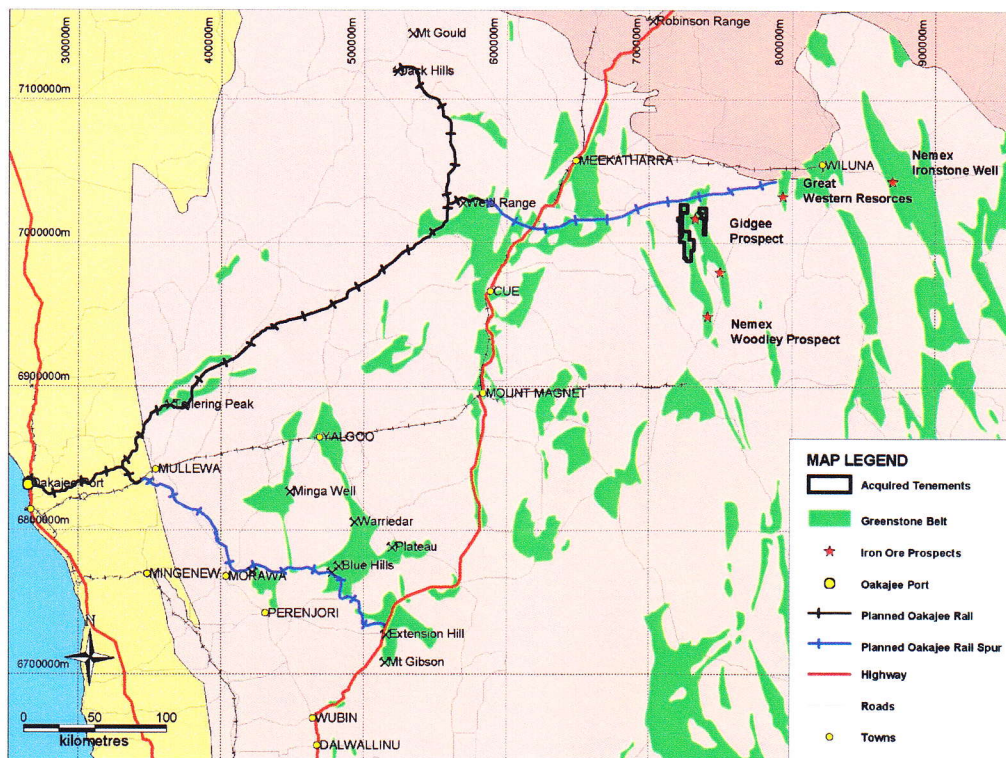 300000m
400000m
500000m
600000m
700000m
800000m
900000m
Robinson Range
Mt Gould
Jack Hills
7100000m
MEEKATHARRA
WILUNA
Nemex
Ironstone Well
Great
Western Resorces
Weld Range
Gidgee
Prospect
7000000m
CUE
Nemex
Woodley Prospect
6900000m
MOUNT MAGNET
Tallering Peak
YALGOO
MULLEWA
Oakajee Port
Minga Well
6800000m
Warriedar
Plateau
Blue Hills
MINGENEW
MORAWA
PERENJORI
Extension Hill
Mt Gibson
6700000m
N
WUBIN
DALWALLINU
0 50 100
kilometres
MAP LEGEND
Acquired Tenements
Greenstone Belt
Iron Ore Prospects
Oakajee Port
Planned Oakajee Rail
Planned Oakajee Rail Spur
Highway
Roads
Towns